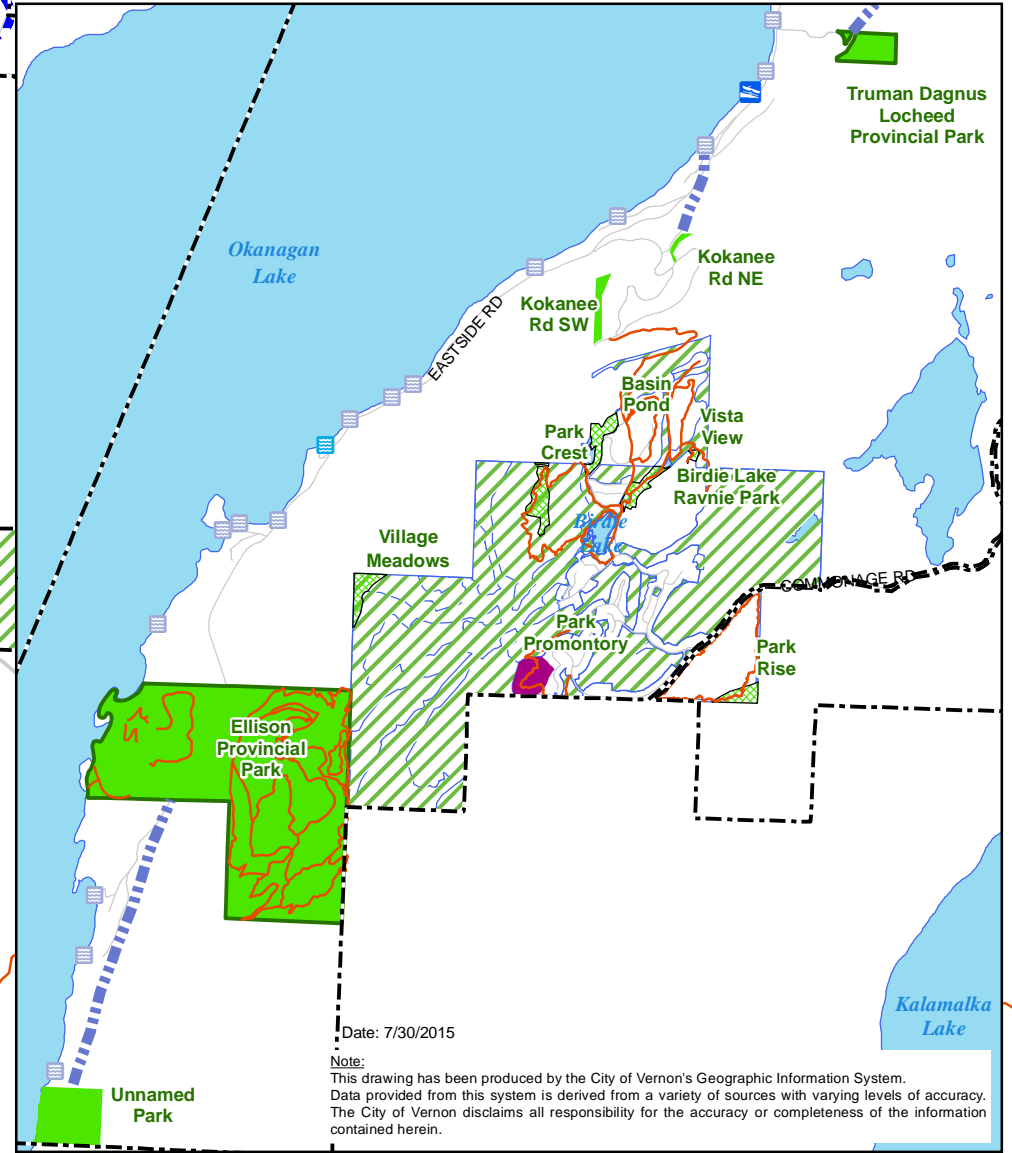 Truman Dagnus
Locheed
Provincial Park
Okanagan
Lake
Kokanee
Rd NE
Kokanee
Rd SW
EASTSIDE RD
Basin
Pond
Vista
View
Park
Crest
Birdie Lake
Ravnie Park
Birdie
Lake
Village
Meadows
COMMONAGE RD
Park
Promontory
Park
Rise
Ellison
Provincial
Park
Kalamalka
Lake
Date: 7/30/2015
Note:
This drawing has been produced by the City of Vernon's Geographic Information System.
Data provided from this system is derived from a variety of sources with varying levels of accuracy.
The City of Vernon disclaims all responsibility for the accuracy or completeness of the information
contained herein.
Unnamed
Park